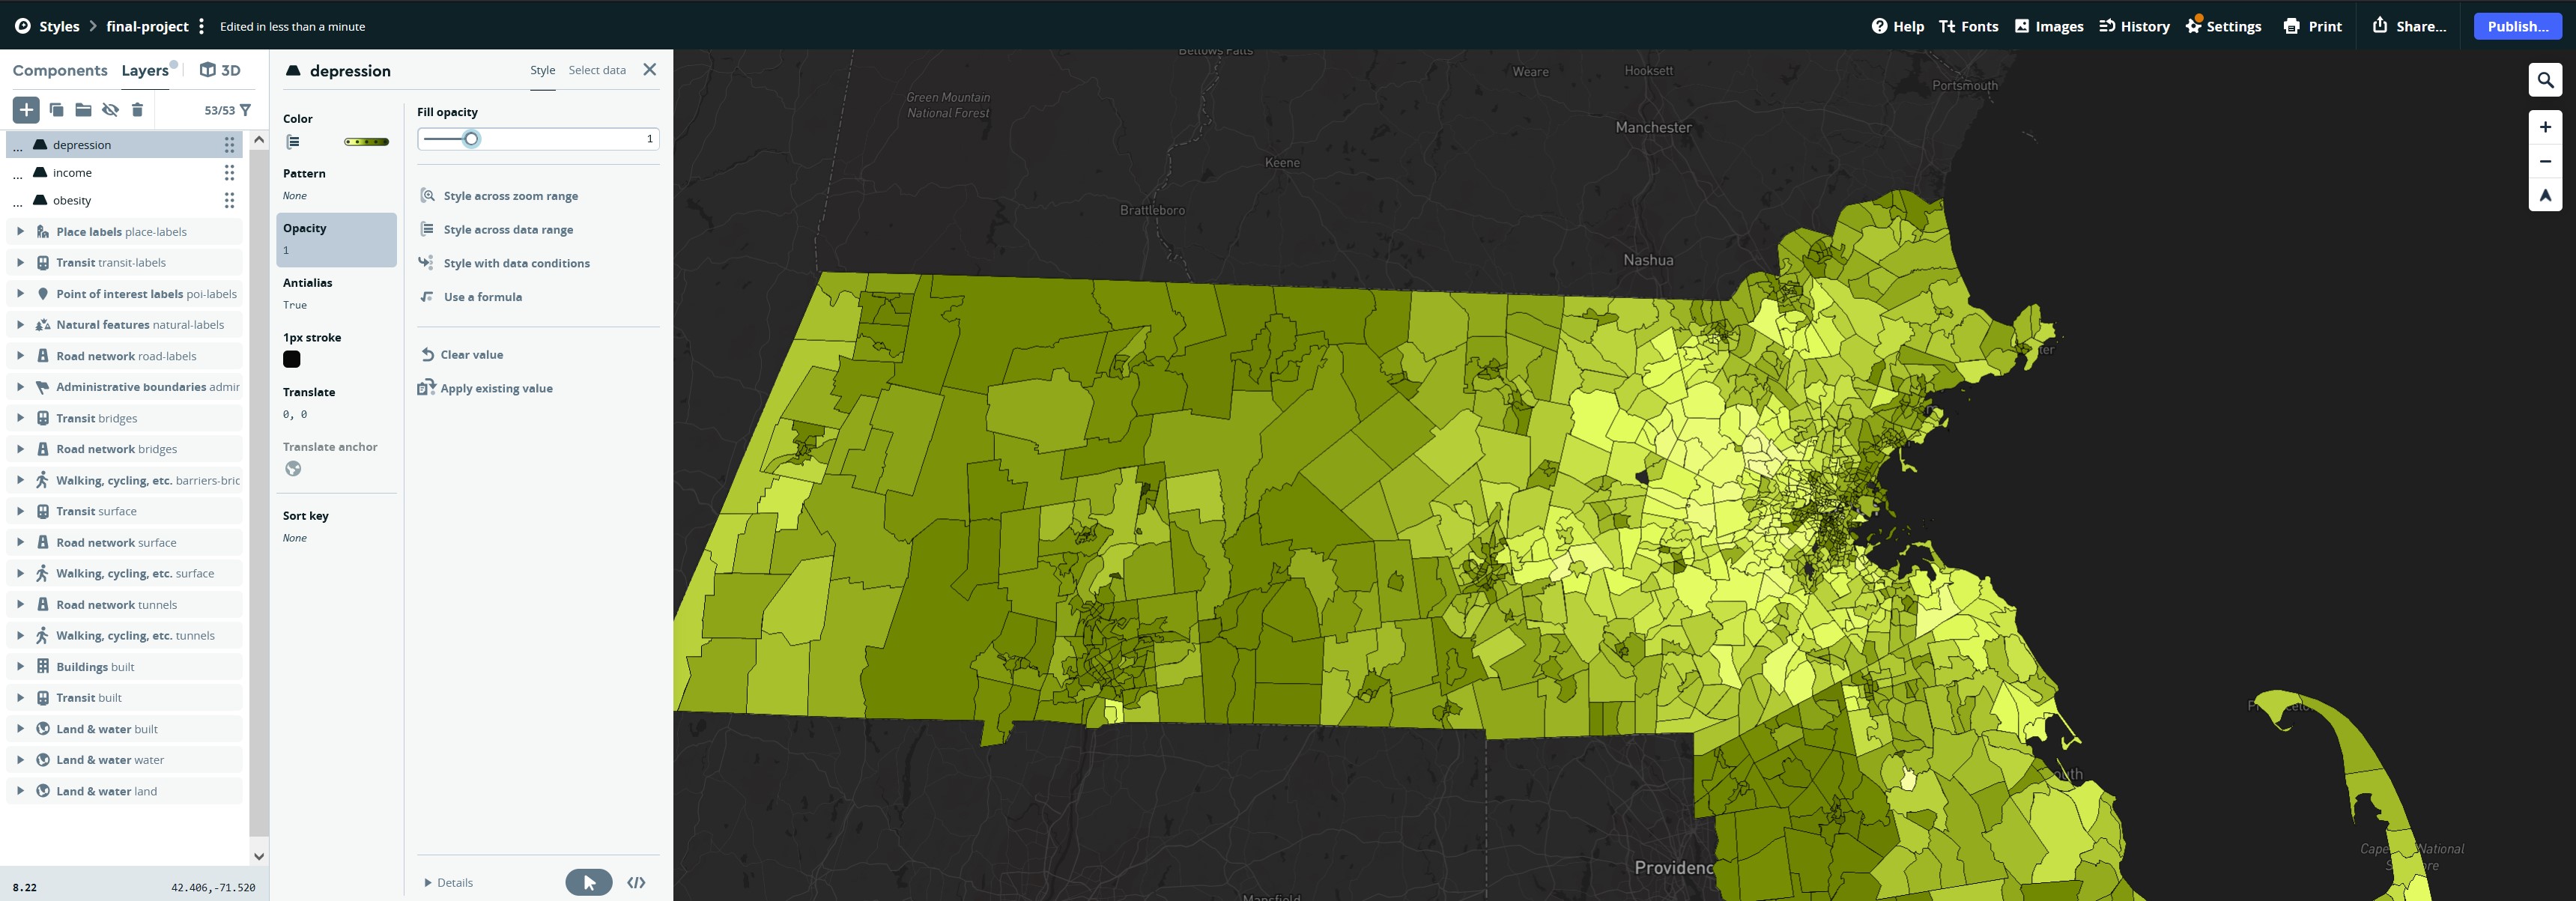 Styles > final-project Edited in less than a minute Help Fonts Images History Settings Print Share... Publish...
Components Layers 3D
53/53
... depression
... income
... obesity
Place labels place-labels
Transit transit-labels
Point of interest labels poi-labels
Natural features natural-labels
Road network road-labels
Administrative boundaries admir
Transit bridges
Road network bridges
Walking, cycling, etc. barriers-bric
Transit surface
Road network surface
Walking, cycling, etc. surface
Road network tunnels
Walking, cycling, etc. tunnels
Buildings built
Transit built
Land & water built
Land & water water
Land & water land
8.22 42.406,-71.520
depression Style Select data
Color
Pattern
None
Opacity
1
Antialias
True
1px stroke
Translate
0, 0
Translate anchor
Sort key
None
Fill opacity
1
Style across zoom range
Style across data range
Style with data conditions
Use a formula
Clear value
Apply existing value
Details
</>
Bellows Falls
Weare
Hooksett
Portsmouth
Green Mountain
National Forest
Manchester
Keene
Brattleboro
Nashua
Providenc
Mansfield